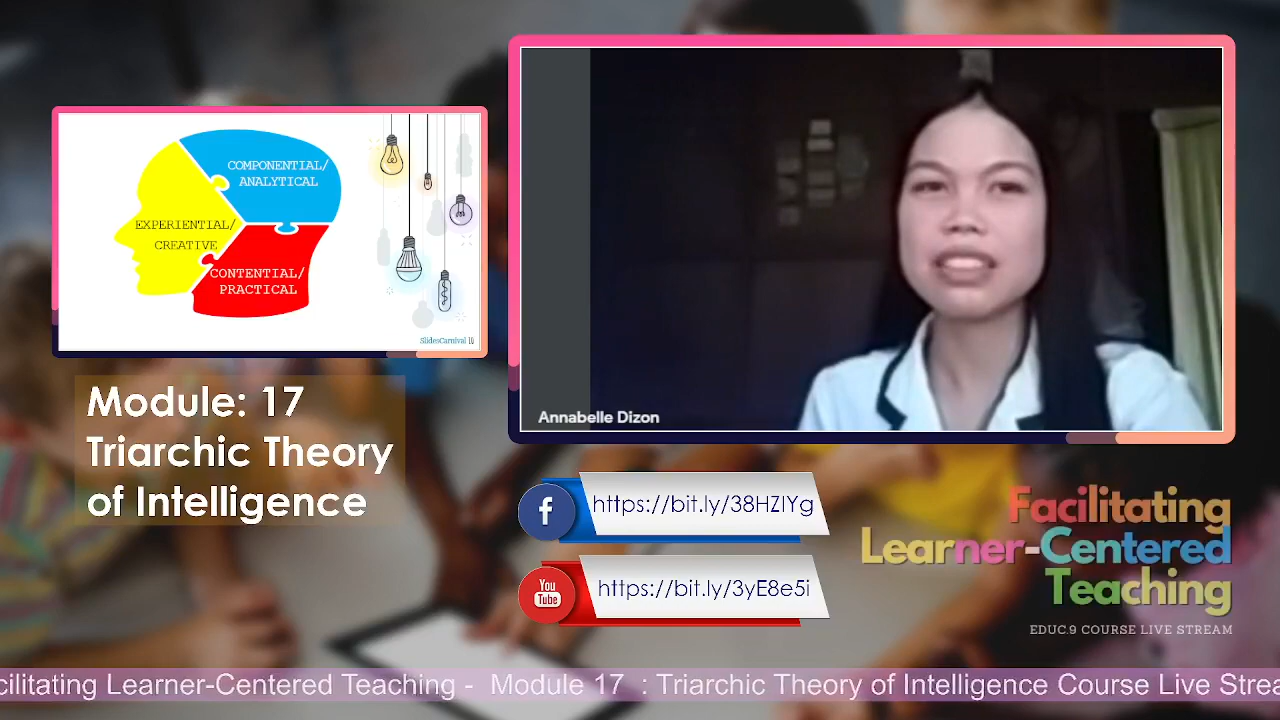 COMPONENTIAL/
ANALYTICAL
EXPERIENTIAL/
CREATIVE
CONTENTIAL/
PRACTICAL
SlidesCarnival
Module: 17
Triarchic Theory
of Intelligence
Annabelle Dizon
f
https://bit.ly/38HZIYg
You
Tube
https://bit.ly/3yE8e5i
Facilitating
Learner-Centered
Teaching
EDUC.9 COURSE LIVE STREAM
cilitating Learner-Centered Teaching - Module 17 : Triarchic Theory of Intelligence Course Live Strea